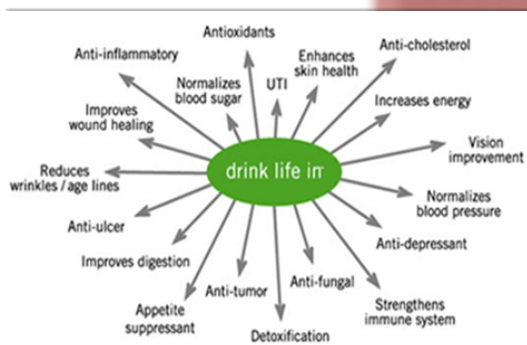 Antioxidants
Anti-inflammatory
Enhances
skin health
Anti-cholesterol
Normalizes
blood sugar
UTI
Increases energy
Improves
wound healing
Vision
improvement
drink life in™
Reduces
wrinkles / age lines
Normalizes
blood pressure
Anti-ulcer
Anti-depressant
Improves digestion
Anti-tumor
Anti-fungal
Appetite
suppressant
Strengthens
immune system
Detoxification